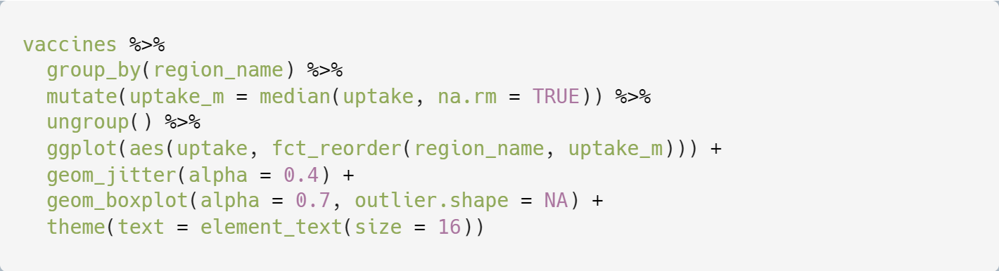 vaccines %>%
  group_by(region_name) %>%
  mutate(uptake_m = median(uptake, na.rm = TRUE)) %>%
  ungroup() %>%
  ggplot(aes(uptake, fct_reorder(region_name, uptake_m))) +
  geom_jitter(alpha = 0.4) +
  geom_boxplot(alpha = 0.7, outlier.shape = NA) +
  theme(text = element_text(size = 16))